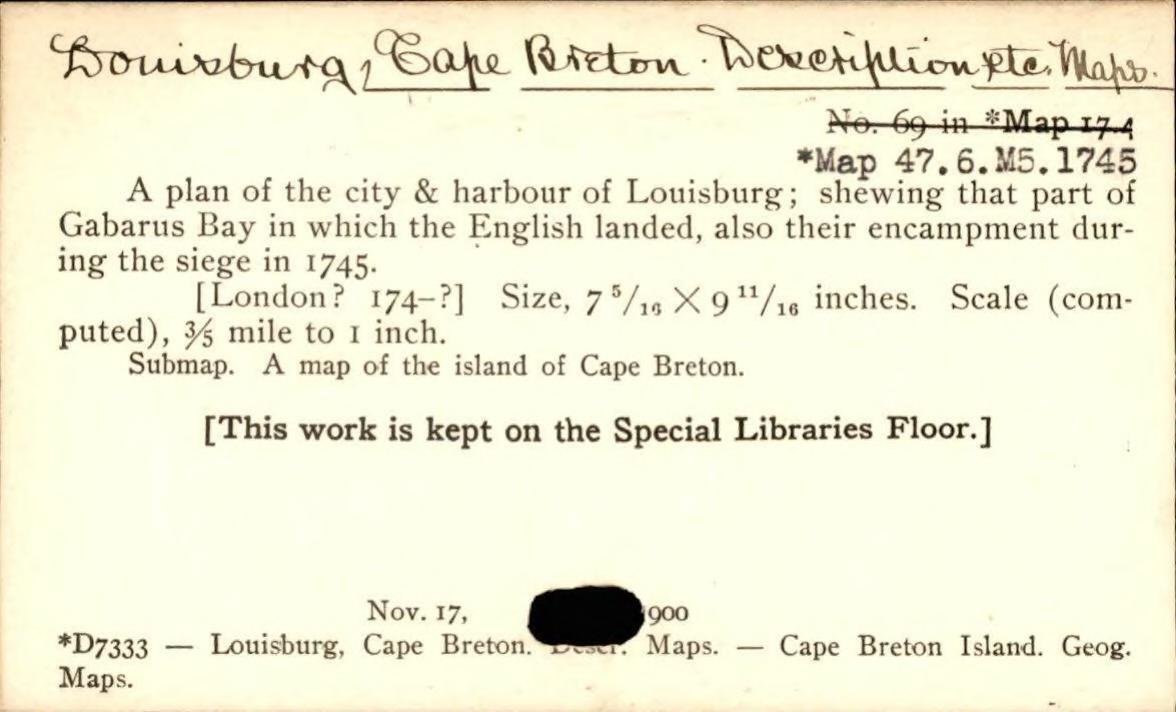 Louisburg, Cape Breton. Description etc. Maps.
No. 69 in *Map 17.4
*Map 47.6.M5.1745
A plan of the city & harbour of Louisburg; shewing that part of
Gabarus Bay in which the English landed, also their encampment dur-
ing the siege in 1745.
[London? 174-?] Size, 7 5/16 X 9 11/16 inches. Scale (com-
puted), 3/5 mile to 1 inch.
Submap. A map of the island of Cape Breton.
[This work is kept on the Special Libraries Floor.]
Nov. 17, 1900
*D7333 — Louisburg, Cape Breton. Descr. Maps. — Cape Breton Island. Geog.
Maps.